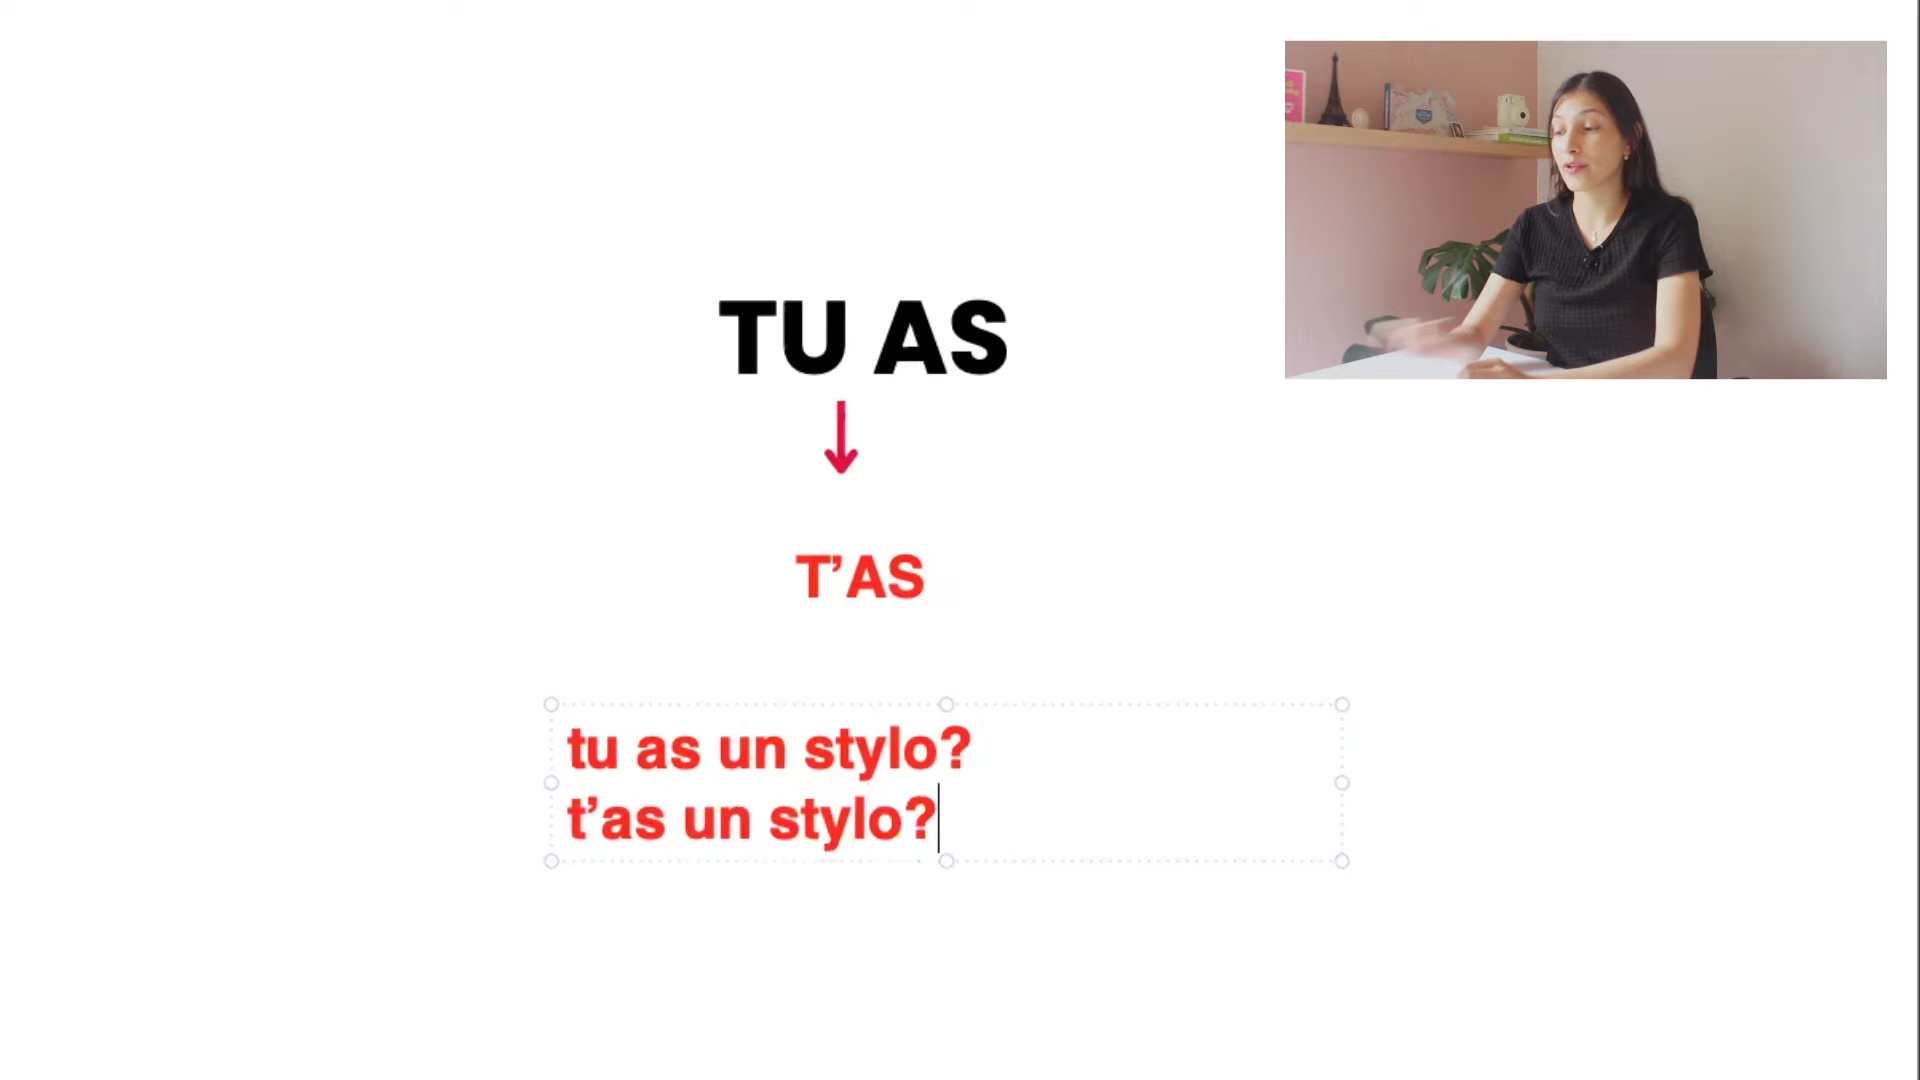 TU AS
T’AS
tu as un stylo?
t’as un stylo?